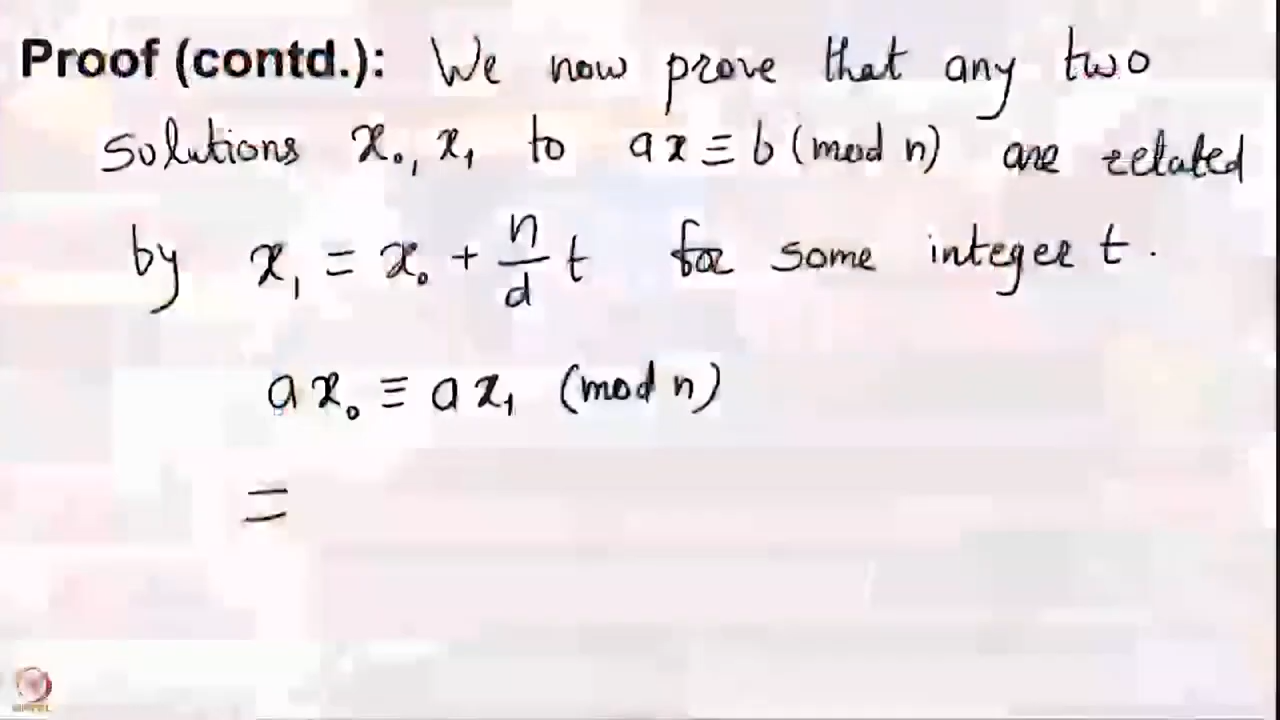 Proof (contd.): We now prove that any two
solutions x₀, x₁ to ax ≡ b (mod n) are related
by x₁ = x₀ + n/d t for some integer t.
ax₀ ≡ ax₁ (mod n)
=